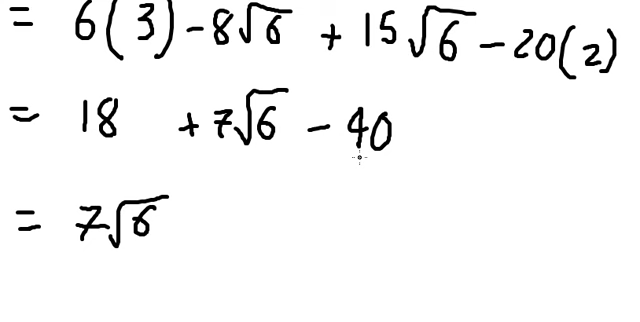 = 6(3) - 8√6 + 15√6 - 20(2)
= 18 + 7√6 - 40
= 7√6